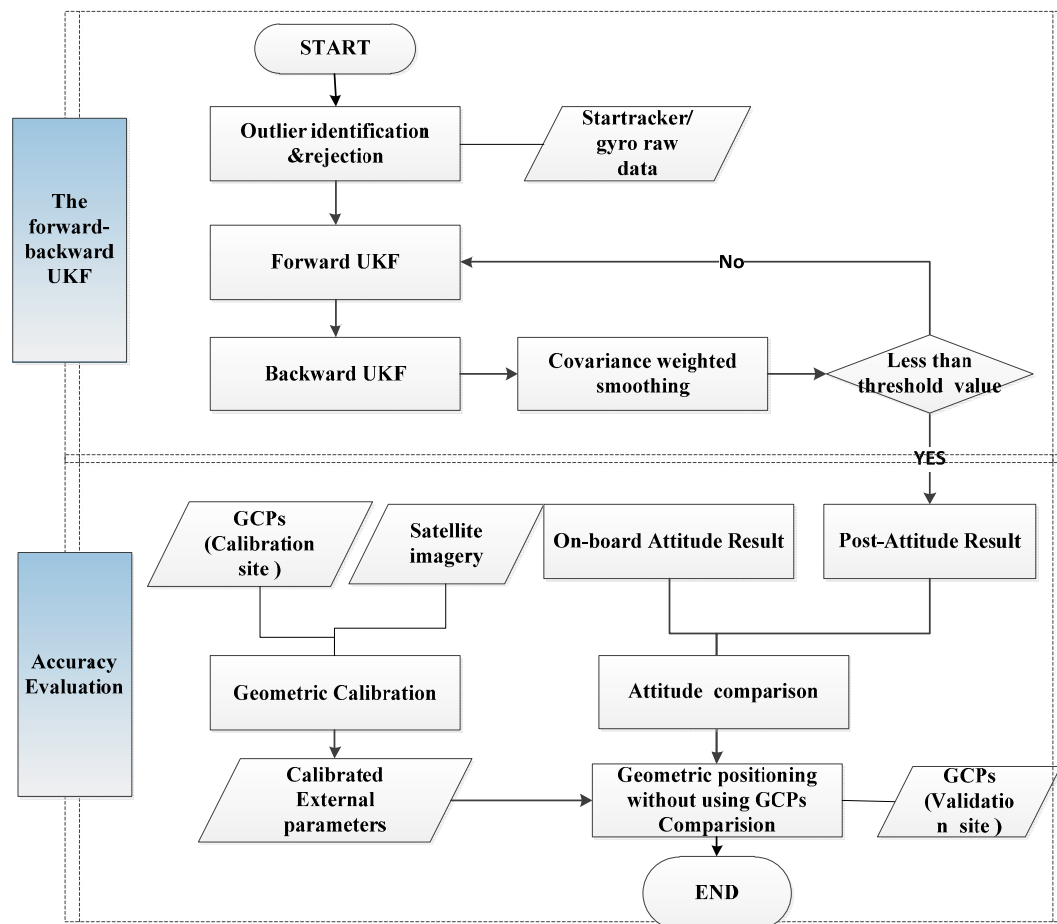 START
Outlier identification
&rejection
Startracker/
gyro raw
data
The
forward-
backward
UKF
Forward UKF
No
Backward UKF
Covariance weighted
smoothing
Less than
threshold value
YES
GCPs
(Calibration
site )
Satellite
imagery
On-board Attitude Result
Post-Attitude Result
Accuracy
Evaluation
Geometric Calibration
Attitude comparison
Calibrated
External
parameters
Geometric positioning
without using GCPs
Comparision
GCPs
(Validatio
n site )
END